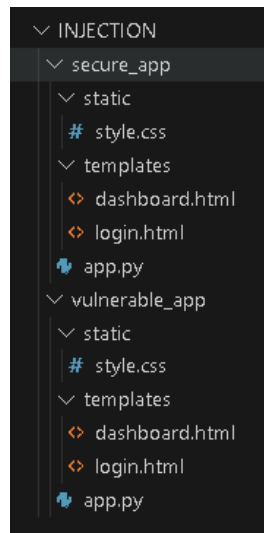 INJECTION
secure_app
static
# style.css
templates
<> dashboard.html
<> login.html
app.py
vulnerable_app
static
# style.css
templates
<> dashboard.html
<> login.html
app.py